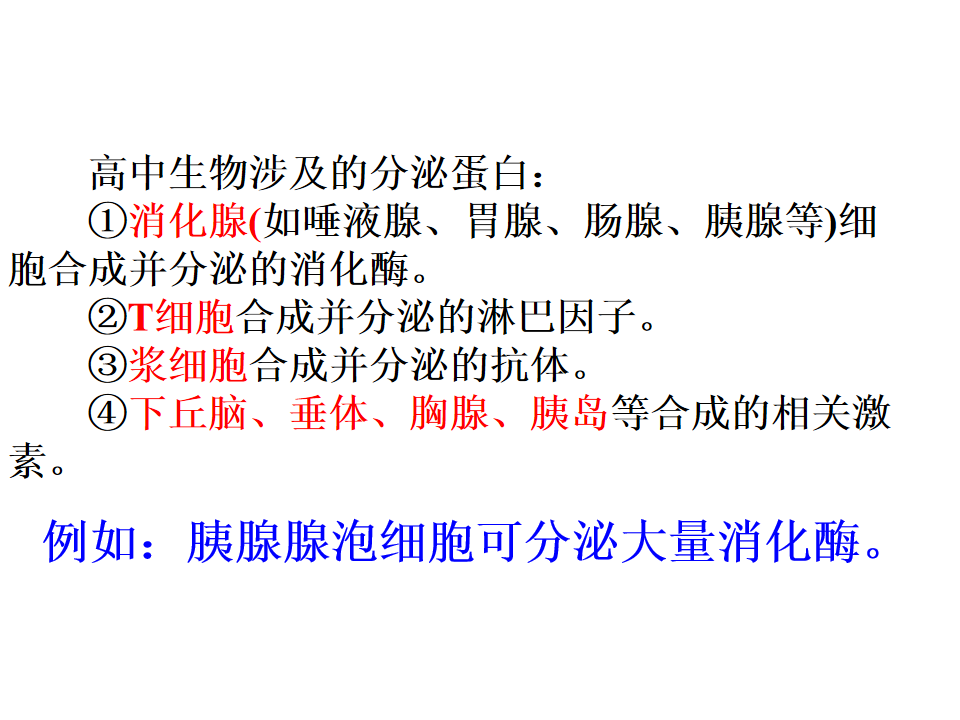 高中生物涉及的分泌蛋白：
①消化腺(如唾液腺、胃腺、肠腺、胰腺等)细
胞合成并分泌的消化酶。
②T细胞合成并分泌的淋巴因子。
③浆细胞合成并分泌的抗体。
④下丘脑、垂体、胸腺、胰岛等合成的相关激
素。
例如：胰腺腺泡细胞可分泌大量消化酶。